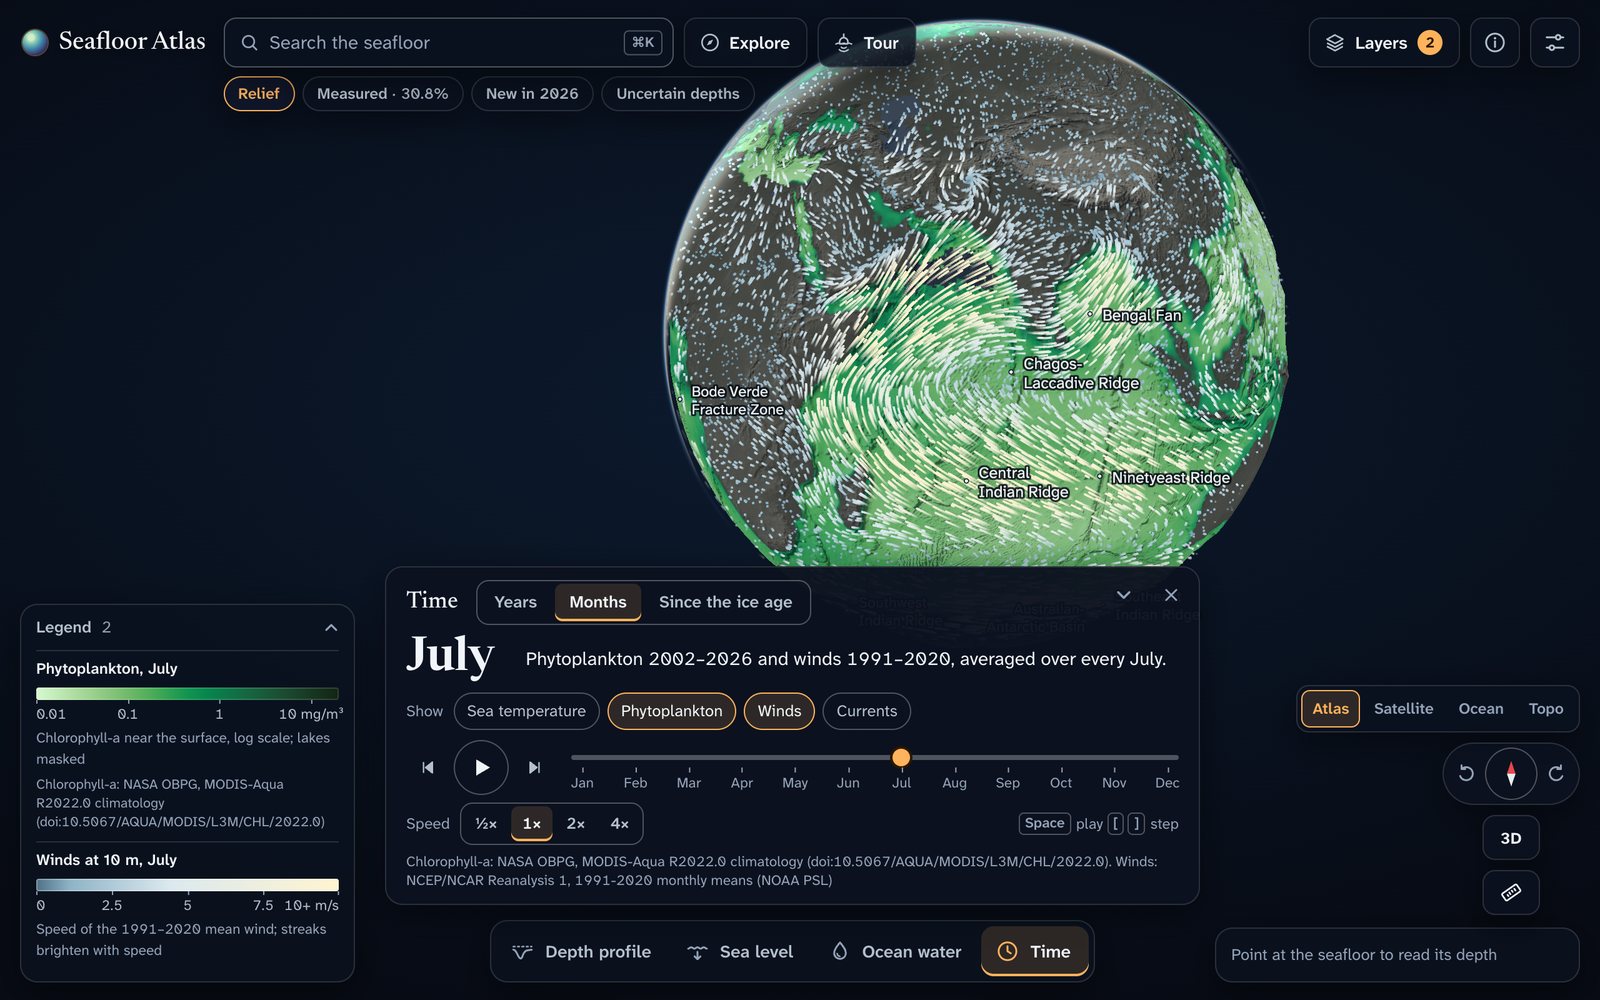 Seafloor Atlas
Search the seafloor
⌘K
Explore
Tour
Layers 2
Relief
Measured · 30.8%
New in 2026
Uncertain depths
Bengal Fan
Chagos-
Laccadive Ridge
Bode Verde
Fracture Zone
Central
Indian Ridge
Ninetyeast Ridge
Legend 2
Phytoplankton, July
0.01 0.1 1 10 mg/m³
Chlorophyll-a near the surface, log scale; lakes
masked
Chlorophyll-a: NASA OBPG, MODIS-Aqua
R2022.0 climatology
(doi:10.5067/AQUA/MODIS/L3M/CHL/2022.0)
Winds at 10 m, July
0 2.5 5 7.5 10+ m/s
Speed of the 1991–2020 mean wind; streaks
brighten with speed
Time
Years
Months
Since the ice age
Southwest
Indian Ridge
Australian-
Antarctic Basin
Indian Ridge
July
Phytoplankton 2002–2026 and winds 1991–2020, averaged over every July.
Show
Sea temperature
Phytoplankton
Winds
Currents
Jan Feb Mar Apr May Jun Jul Aug Sep Oct Nov Dec
Speed
½×
1×
2×
4×
Space play [ ] step
Chlorophyll-a: NASA OBPG, MODIS-Aqua R2022.0 climatology (doi:10.5067/AQUA/MODIS/L3M/CHL/2022.0). Winds:
NCEP/NCAR Reanalysis 1, 1991-2020 monthly means (NOAA PSL)
Atlas
Satellite
Ocean
Topo
3D
Depth profile
Sea level
Ocean water
Time
Point at the seafloor to read its depth